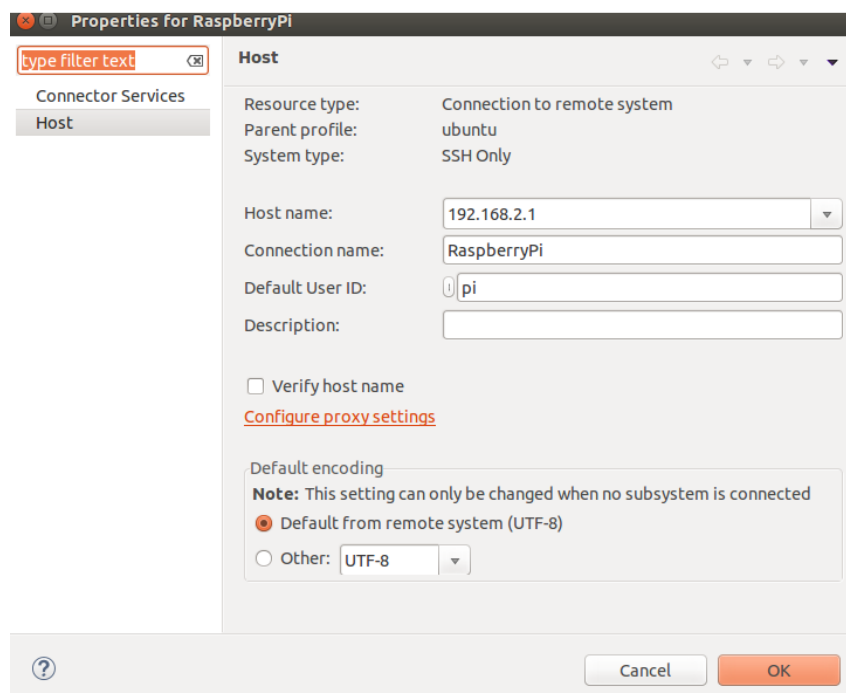 Properties for RaspberryPi
type filter text
Connector Services
Host
Host
Resource type: Connection to remote system
Parent profile: ubuntu
System type: SSH Only
Host name: 192.168.2.1
Connection name: RaspberryPi
Default User ID: pi
Description:
Verify host name
Configure proxy settings
Default encoding
Note: This setting can only be changed when no subsystem is connected
Default from remote system (UTF-8)
Other: UTF-8
Cancel OK